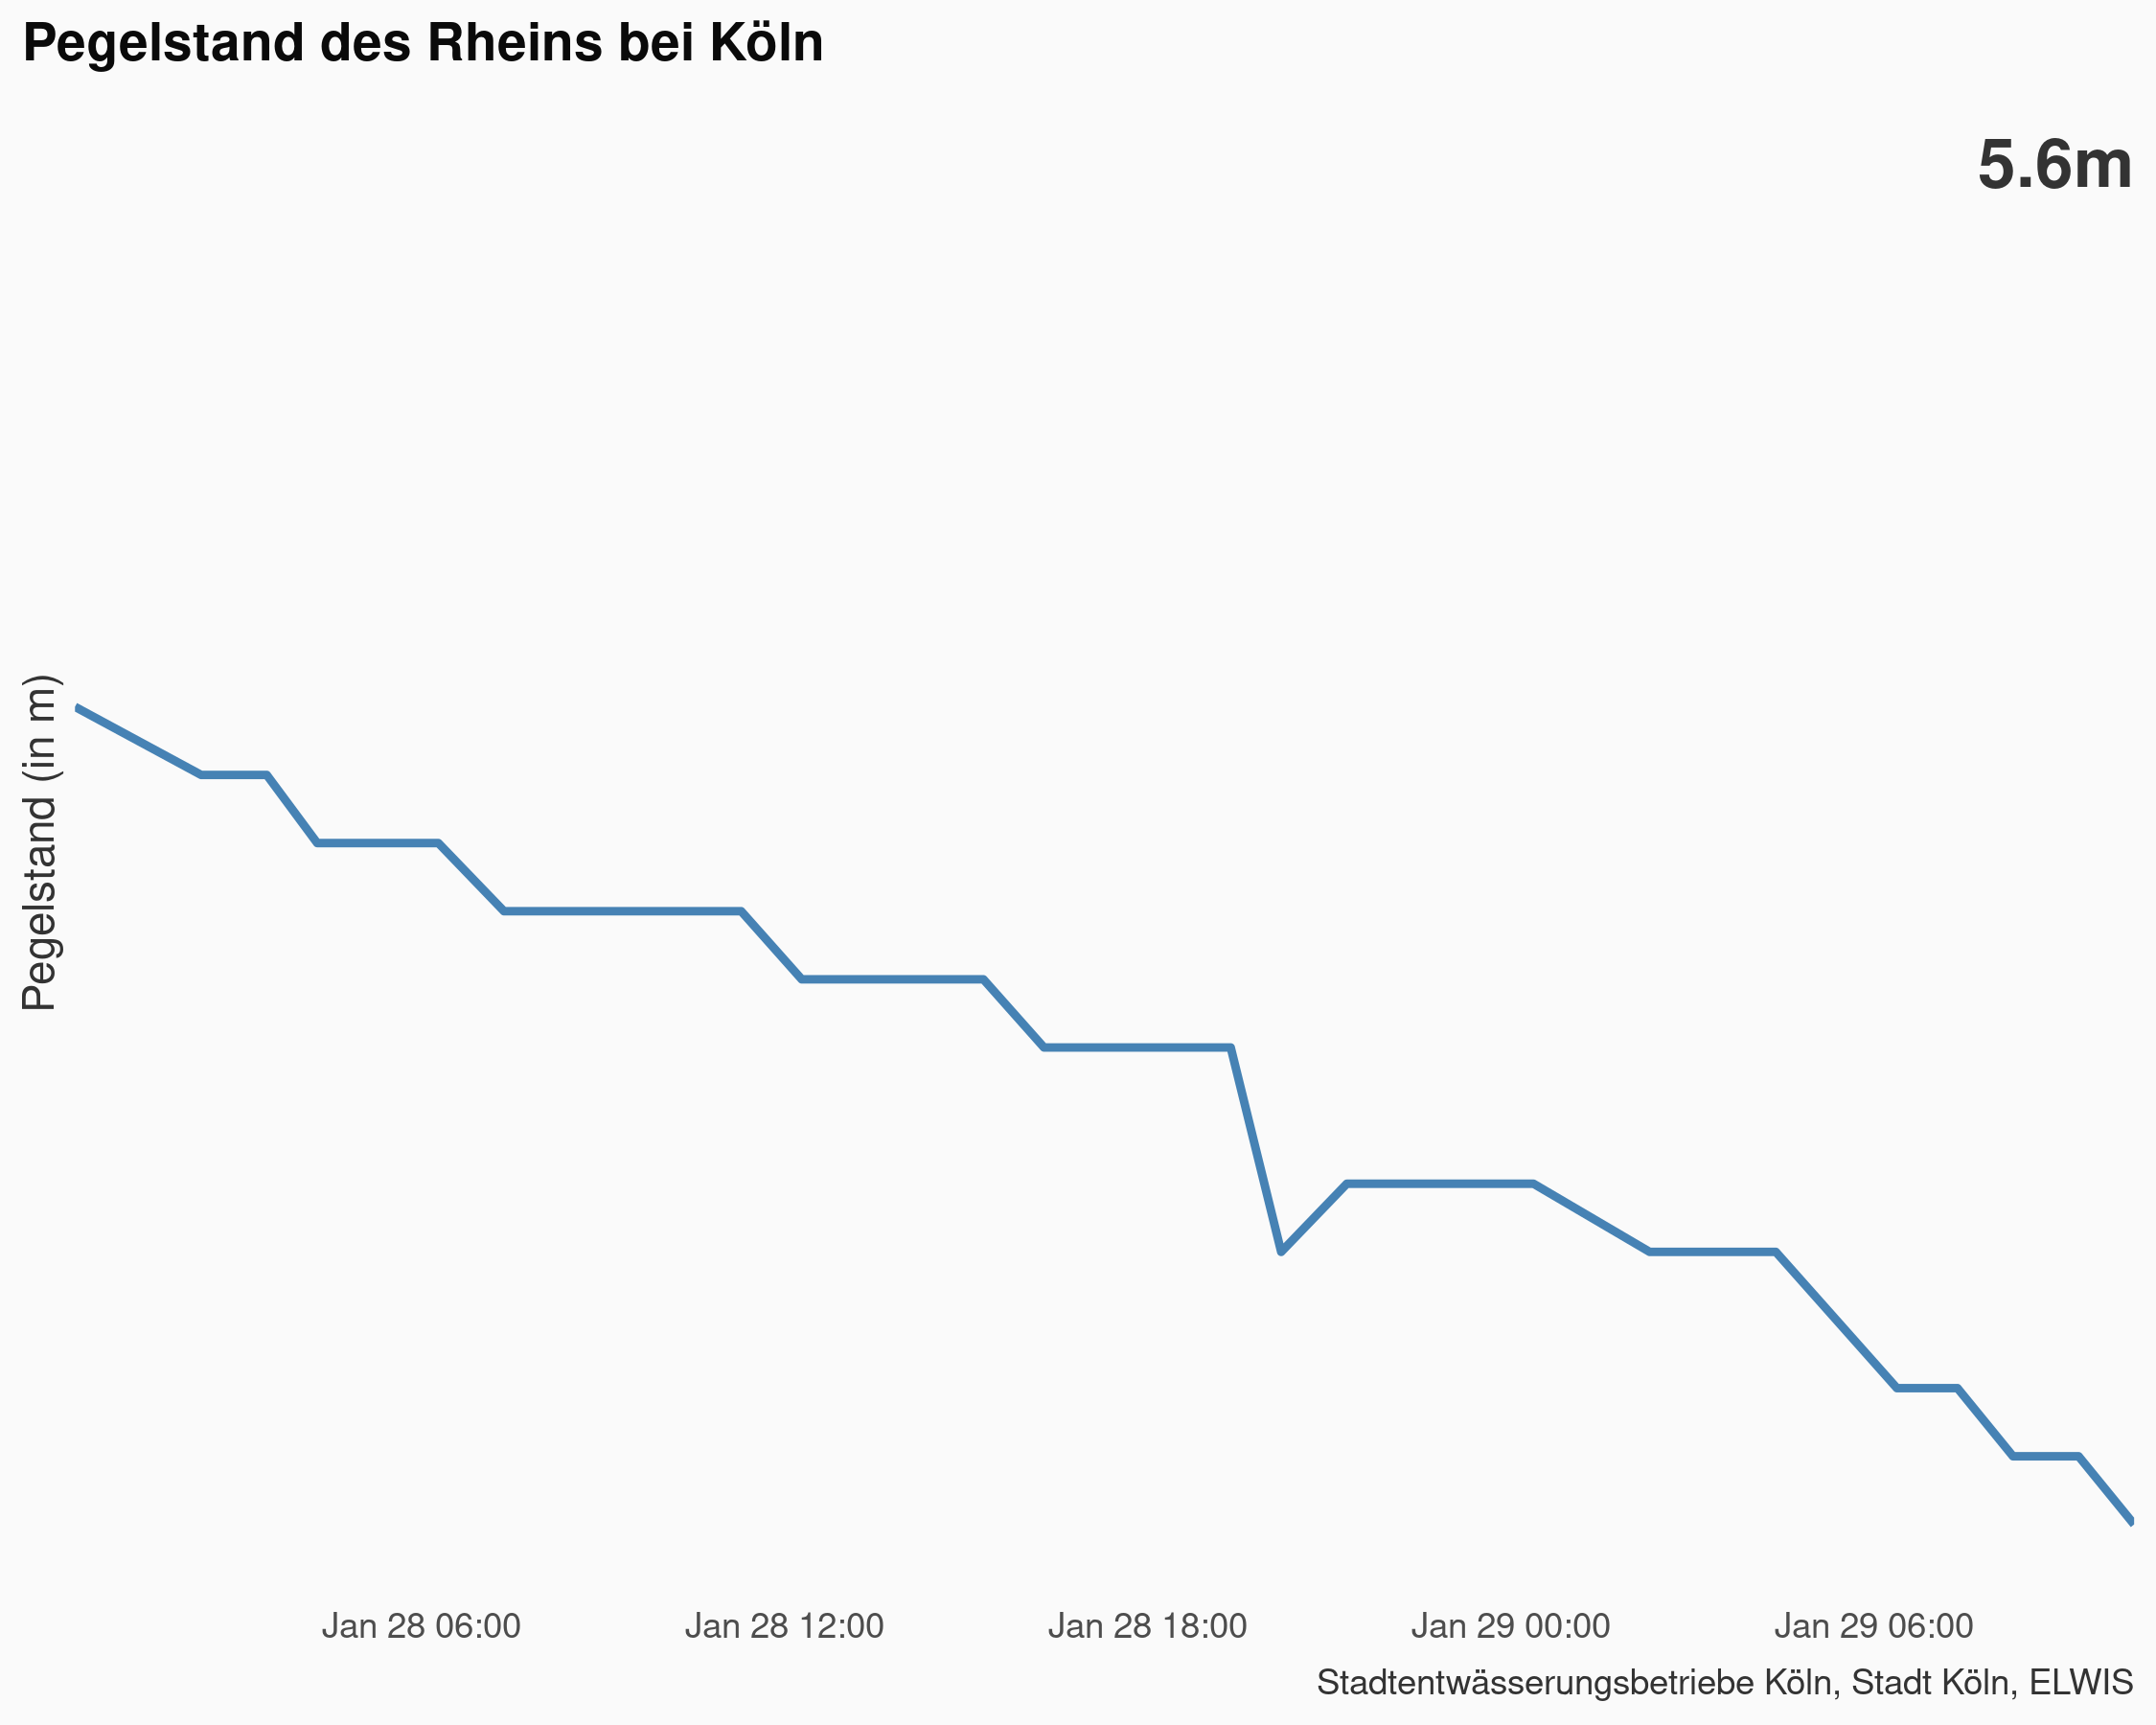 Pegelstand des Rheins bei Köln
5.6m
Pegelstand (in m)
Jan 28 06:00
Jan 28 12:00
Jan 28 18:00
Jan 29 00:00
Jan 29 06:00
Stadtentwässerungsbetriebe Köln, Stadt Köln, ELWIS